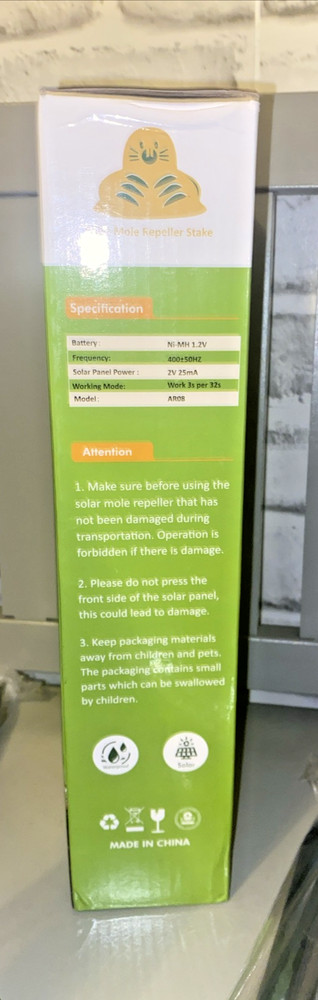 Mole Repeller Stake
Specification
Battery: Ni-MH 1.2V
Frequency: 400±50HZ
Solar Panel Power : 2V 25mA
Working Mode: Work 3s per 32s
Model: AR08
Attention
1. Make sure before using the
solar mole repeller that has
not been damaged during
transportation. Operation is
forbidden if there is damage.
2. Please do not press the
front side of the solar panel,
this could lead to damage.
3. Keep packaging materials
away from children and pets.
The packaging contains small
parts which can be swallowed
by children.
Solar
MADE IN CHINA